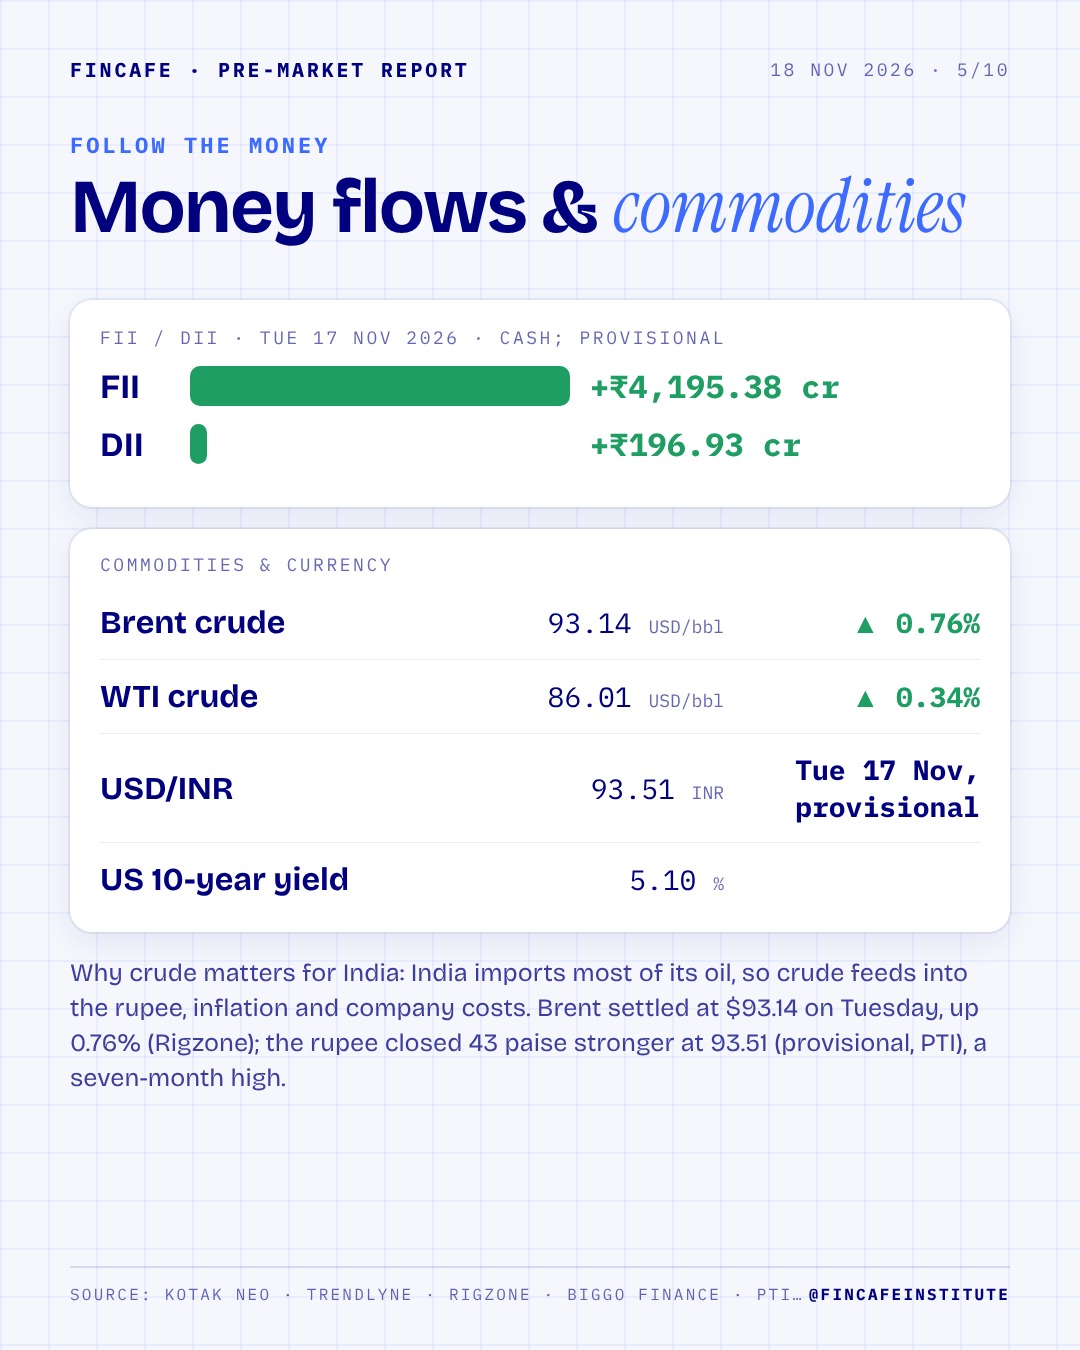 FINCAFE · PRE-MARKET REPORT
18 NOV 2026 · 5/10
FOLLOW THE MONEY
Money flows & commodities
FII / DII · TUE 17 NOV 2026 · CASH; PROVISIONAL
FII +₹4,195.38 cr
DII +₹196.93 cr
COMMODITIES & CURRENCY
Brent crude 93.14 USD/bbl ▲ 0.76%
WTI crude 86.01 USD/bbl ▲ 0.34%
USD/INR 93.51 INR Tue 17 Nov,
provisional
US 10-year yield 5.10 %
Why crude matters for India: India imports most of its oil, so crude feeds into
the rupee, inflation and company costs. Brent settled at $93.14 on Tuesday, up
0.76% (Rigzone); the rupee closed 43 paise stronger at 93.51 (provisional, PTI), a
seven-month high.
SOURCE: KOTAK NEO · TRENDLYNE · RIGZONE · BIGGO FINANCE · PTI… @FINCAFEINSTITUTE